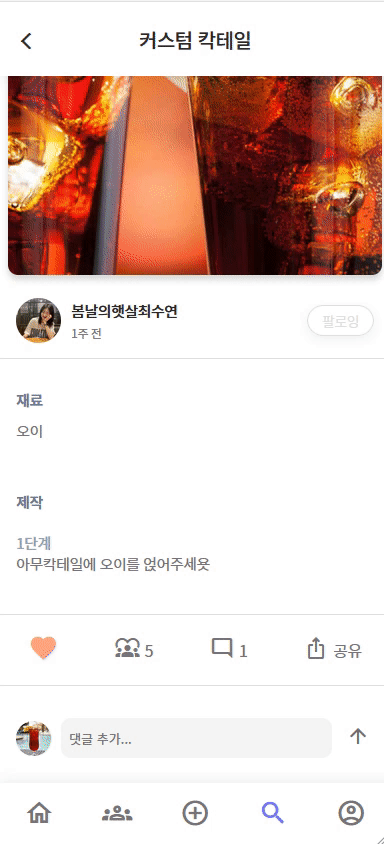 커스텀 칵테일
봄날의햇살최수연
1주 전
팔로잉
재료
오이
제작
1단계
아무칵테일에 오이를 얹어주세욧
5
1
공유
댓글 추가...